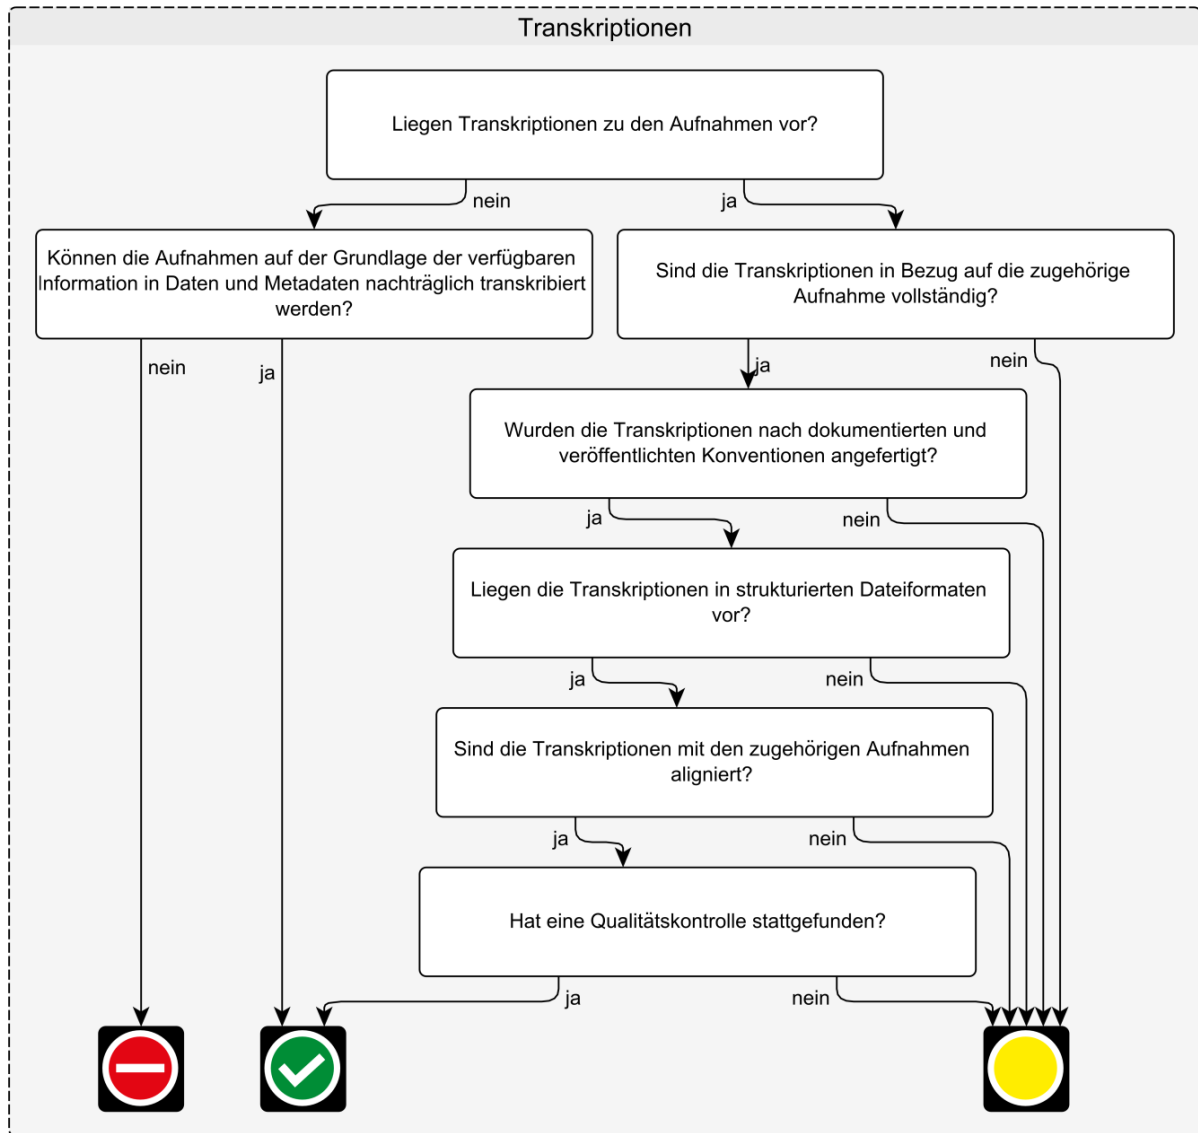 Transkriptionen
Liegen Transkriptionen zu den Aufnahmen vor?
nein
ja
Können die Aufnahmen auf der Grundlage der verfügbaren
Information in Daten und Metadaten nachträglich transkribiert
werden?
Sind die Transkriptionen in Bezug auf die zugehörige
Aufnahme vollständig?
nein
ja
ja
nein
Wurden die Transkriptionen nach dokumentierten und
veröffentlichten Konventionen angefertigt?
ja
nein
Liegen die Transkriptionen in strukturierten Dateiformaten
vor?
ja
nein
Sind die Transkriptionen mit den zugehörigen Aufnahmen
aligniert?
ja
nein
Hat eine Qualitätskontrolle stattgefunden?
ja
nein